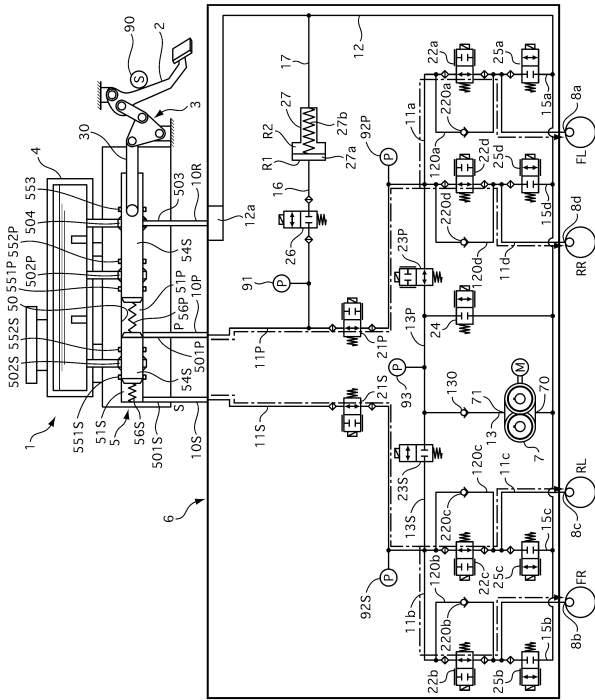 1
502S
552S
50
551P
502P
552P
504
553
4
30
3
2
90
S
551S
51S
5
56S
501S
S
54S
P
56P
51P
54S
503
10S
501P
10P
10R
6
11S
11P
12a
91
P
26
16
R1
R2
27
27b
27a
17
12
92S
P
21S
21P
92P
P
93
P
23S
13S
13P
23P
11b
11a
22b
220b
120b
22c
220c
120c
130
24
220d
120d
22d
220a
120a
22a
25b
25c
11c
13
71
70
7
M
11d
25d
25a
15b
15c
15d
15a
8b
8c
8d
8a
FR
RL
RR
FL